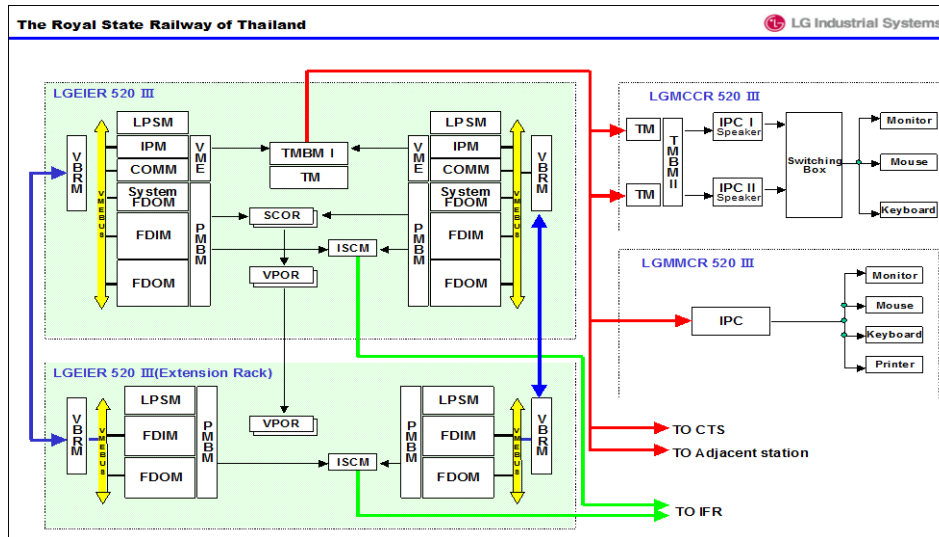 The Royal State Railway of Thailand
LG Industrial Systems
LGEIER 520 III
VBRM
VMEBUS
LPSM
IPM
COMM
System FDOM
FDIM
FDOM
VME
PMBM
TMBM I
TM
SCOR
ISCM
VPOR
VME
PMBM
LPSM
IPM
COMM
System FDOM
FDIM
FDOM
VMEBUS
VBRM
LGMCCR 520 III
TM
TM
TMBM II
IPC I
Speaker
IPC II
Speaker
Switching
Box
Monitor
Mouse
Keyboard
LGMMCR 520 III
IPC
Monitor
Mouse
Keyboard
Printer
LGEIER 520 III(Extension Rack)
VBRM
VMEBUS
LPSM
FDIM
FDOM
PMBM
VPOR
ISCM
PMBM
LPSM
FDIM
FDOM
VMEBUS
VBRM
TO CTS
TO Adjacent station
TO IFR